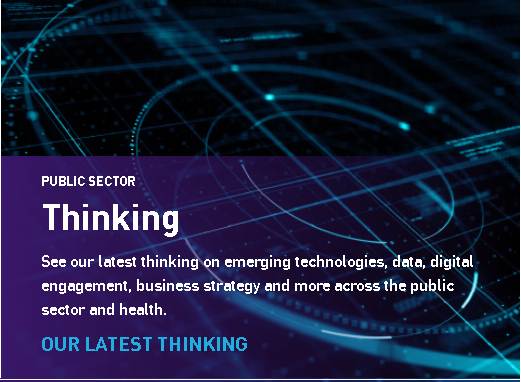 PUBLIC SECTOR
Thinking
See our latest thinking on emerging technologies, data, digital
engagement, business strategy and more across the public
sector and health.
OUR LATEST THINKING